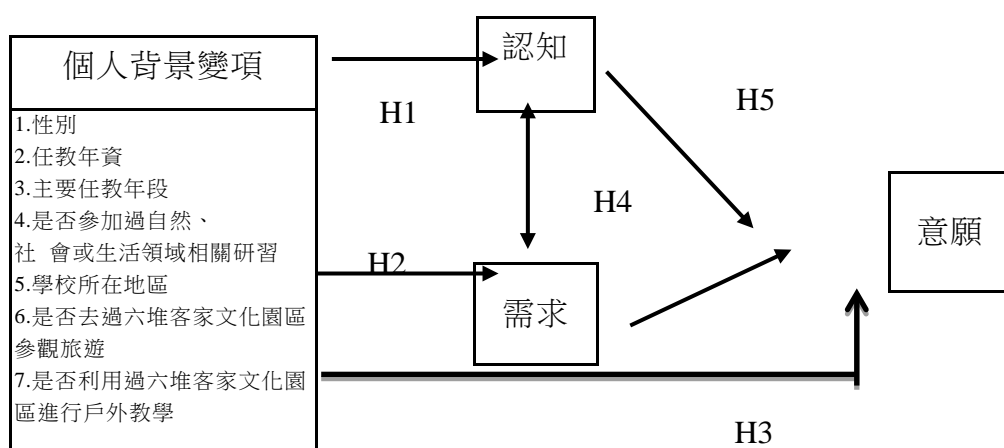 個人背景變項
1.性別
2.任教年資
3.主要任教年段
4.是否參加過自然、
社 會或生活領域相關研習
5.學校所在地區
6.是否去過六堆客家文化園區
參觀旅遊
7.是否利用過六堆客家文化園
區進行戶外教學
認知
H1
H5
H4
H2
需求
意願
H3